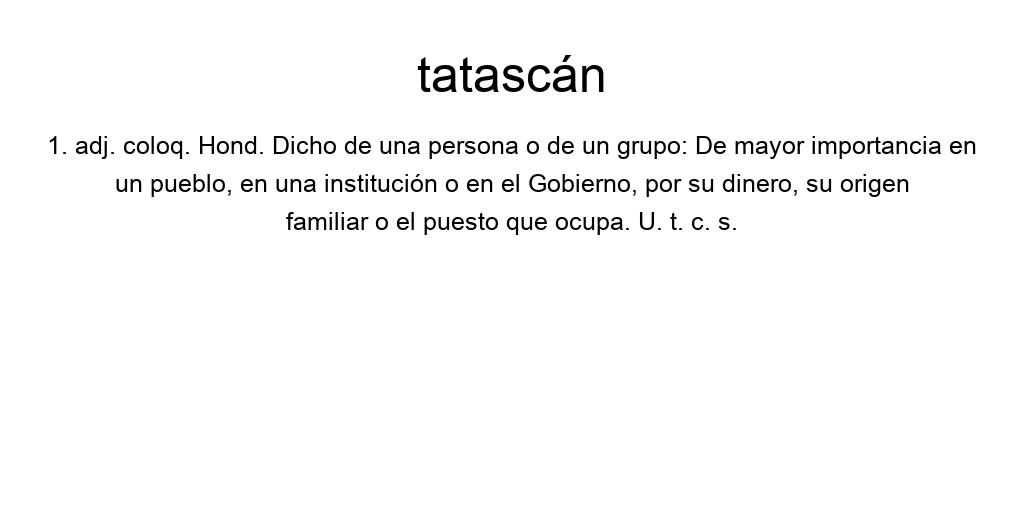 tatascán
1. adj. coloq. Hond. Dicho de una persona o de un grupo: De mayor importancia en
un pueblo, en una institución o en el Gobierno, por su dinero, su origen
familiar o el puesto que ocupa. U. t. c. s.